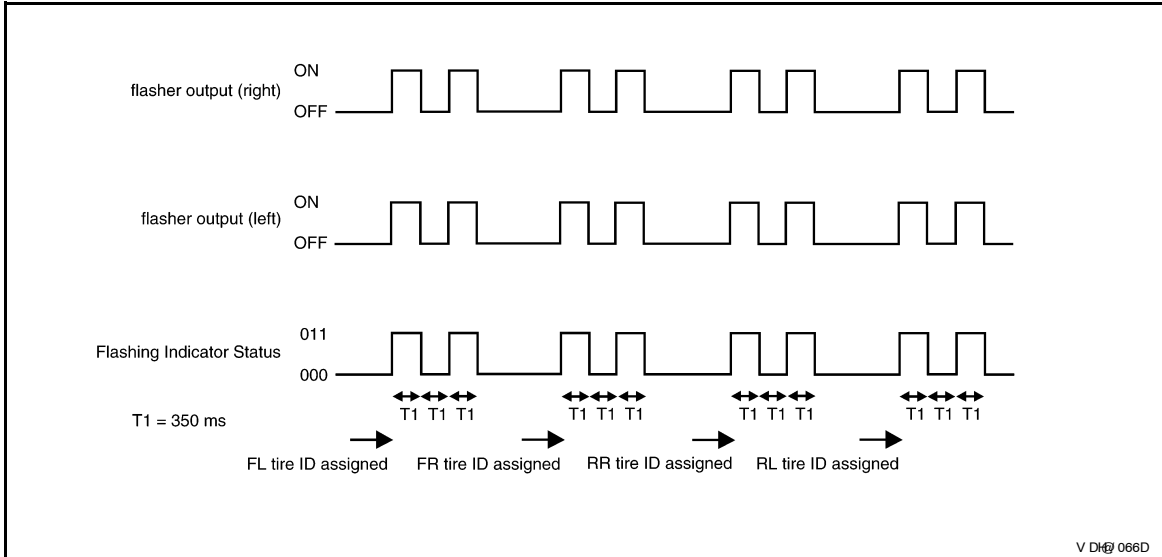 ON
flasher output (right)
OFF
ON
flasher output (left)
OFF
011
Flashing Indicator Status
000
T1 T1 T1 T1 T1 T1 T1 T1 T1 T1 T1 T1
T1 = 350 ms
FL tire ID assigned FR tire ID assigned RR tire ID assigned RL tire ID assigned
066D